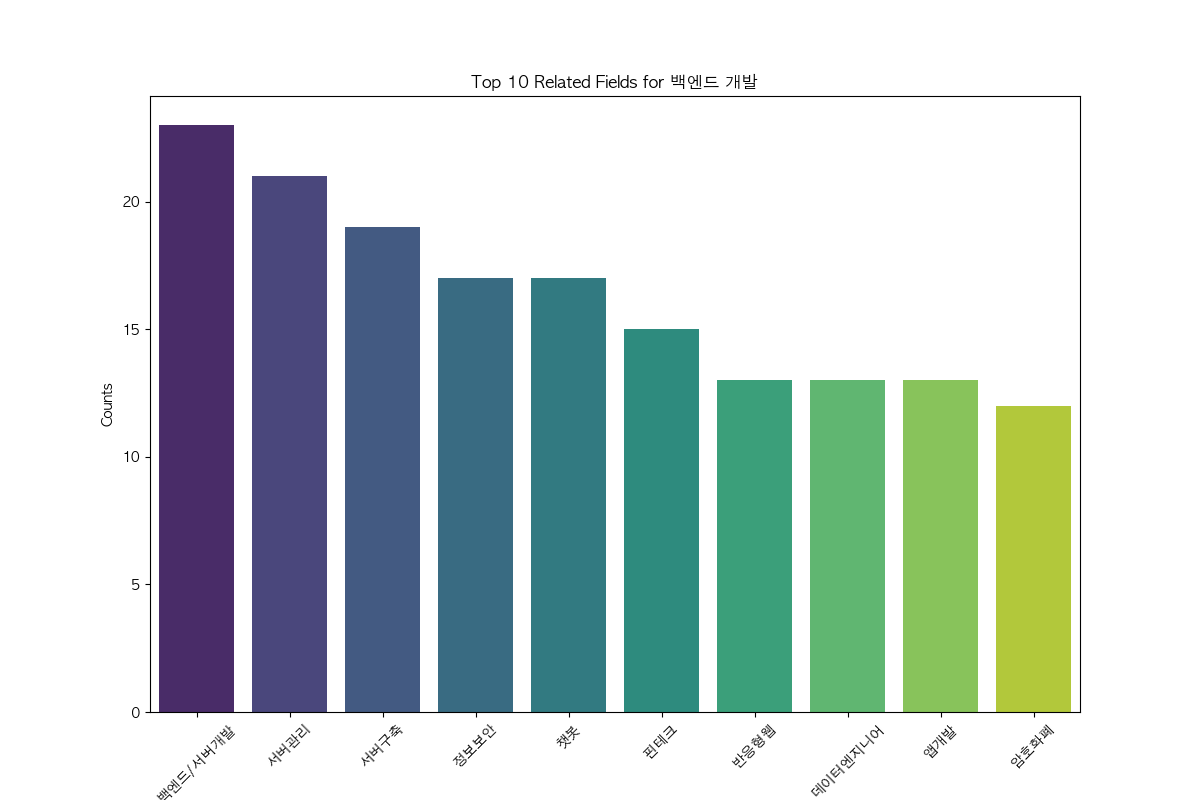 Top 10 Related Fields for 백엔드 개발
Counts
20
15
10
5
0
백엔드/서버개발
서버관리
서버구축
정보보안
챗봇
핀테크
반응형웹
데이터엔지니어
앱개발
암호화폐